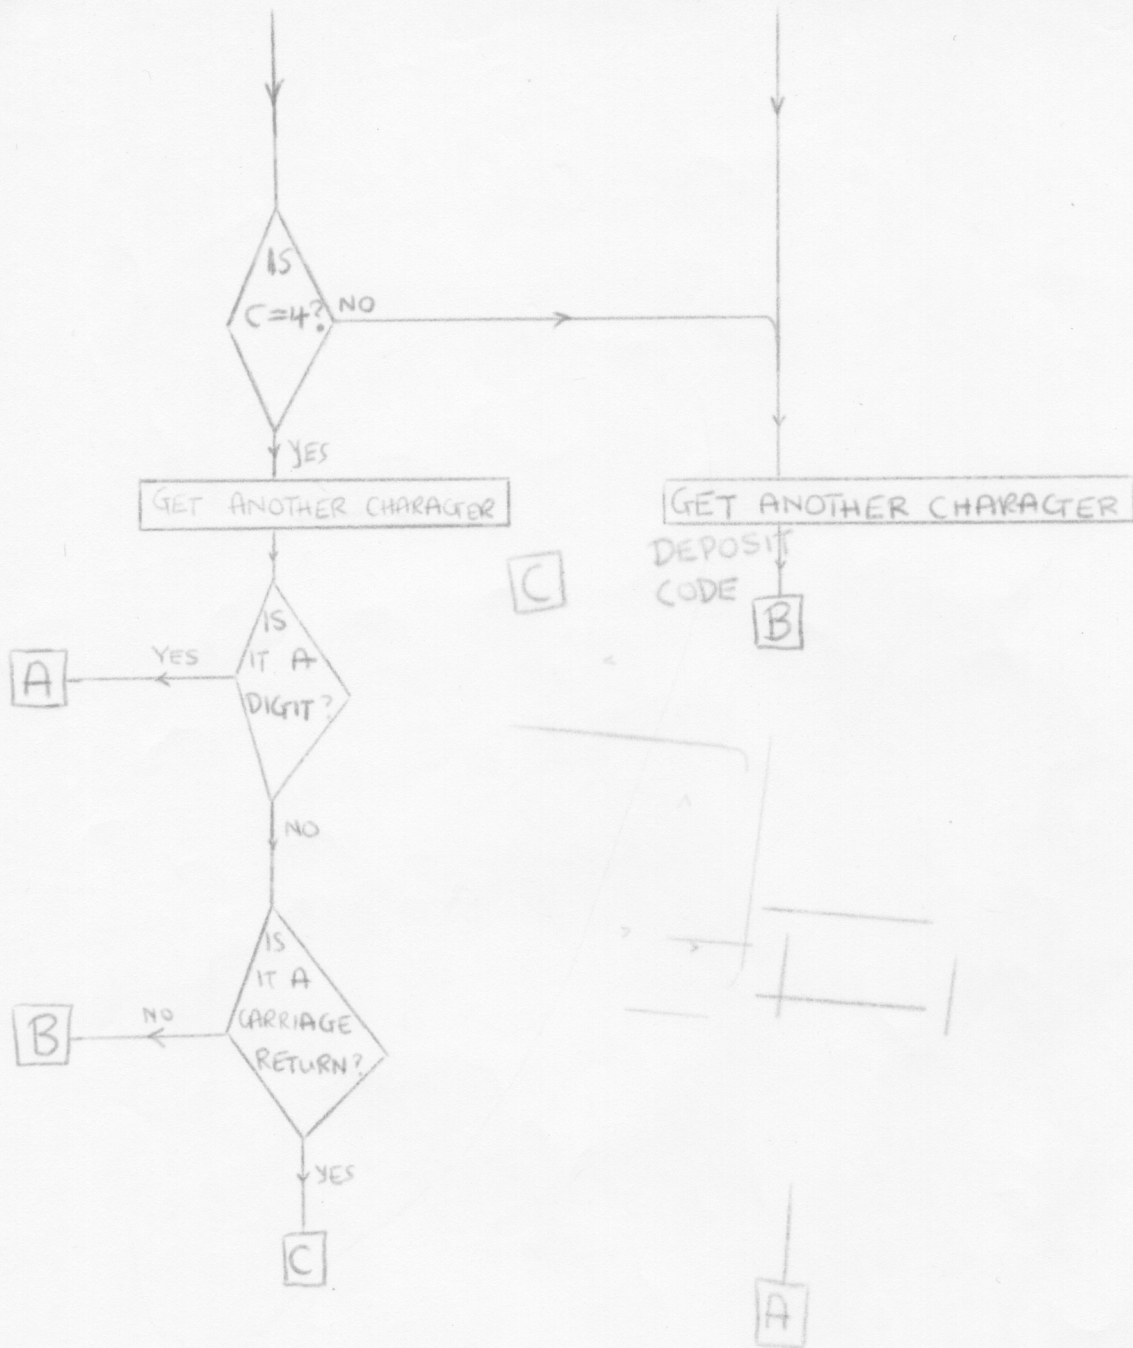 IS
C=4?
NO
YES
GET ANOTHER CHARACTER
GET ANOTHER CHARACTER
DEPOSIT
CODE
C
B
IS
IT A
DIGIT?
YES
A
NO
IS
IT A
CARRIAGE
RETURN?
NO
B
YES
C
A